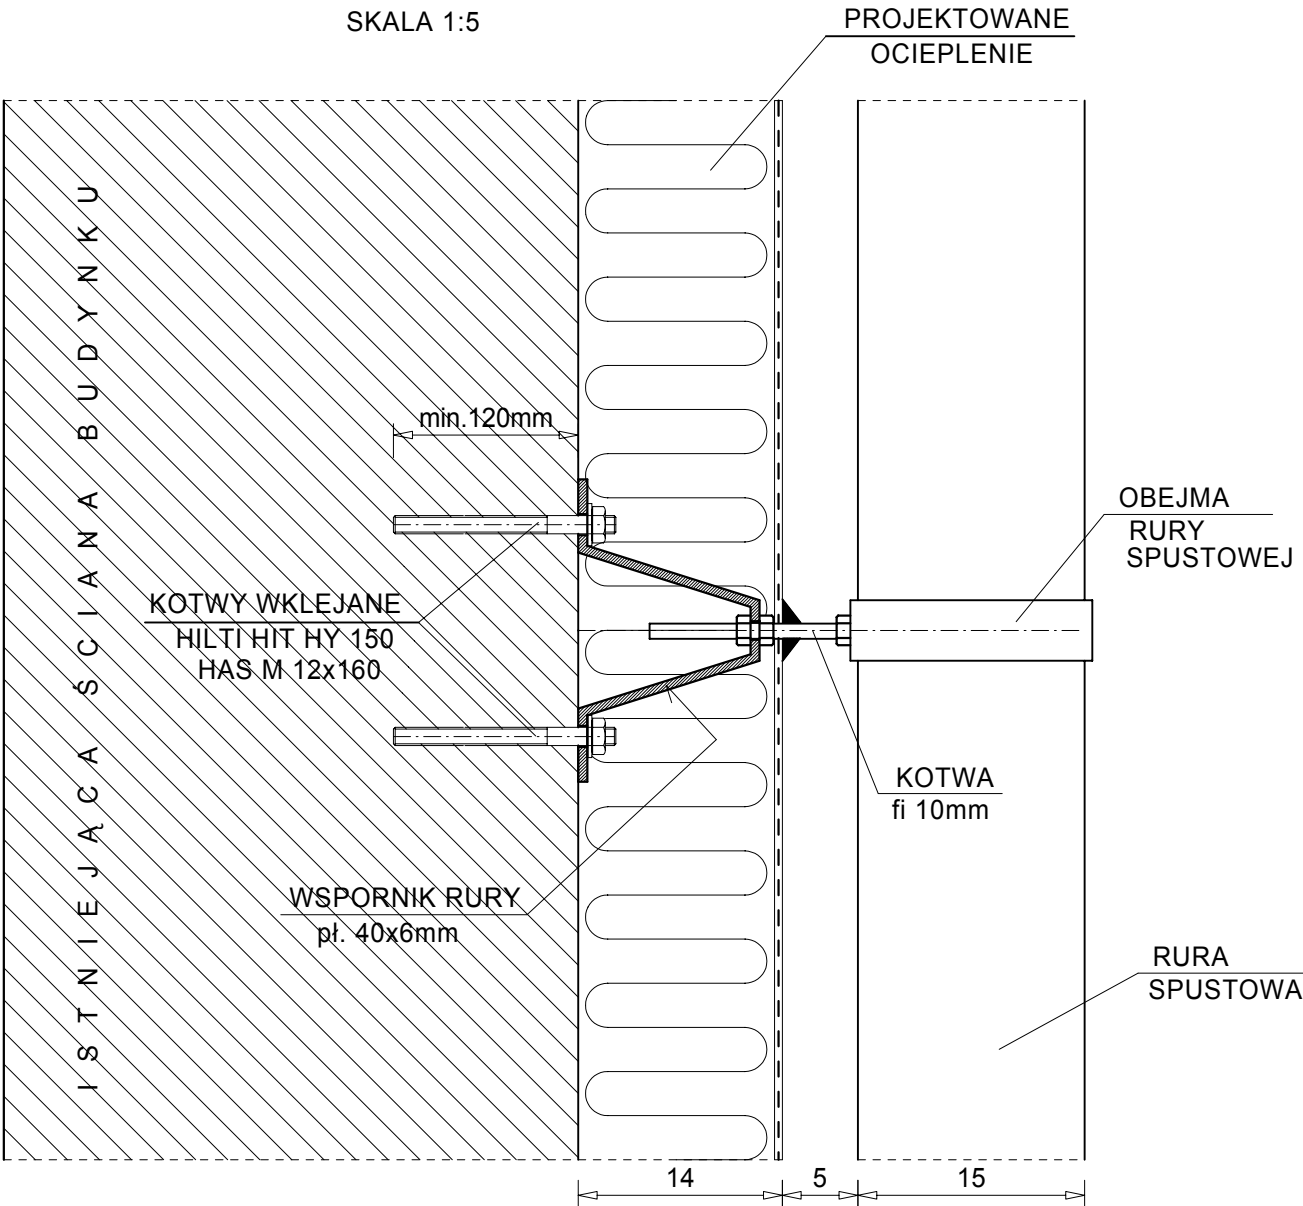 SKALA 1:5
PROJEKTOWANE
OCIEPLENIE
ISTNIEJĄCA ŚCIANA BUDYNKU
min.120mm
OBEJMA
RURY
SPUSTOWEJ
KOTWY WKLEJANE
HILTI HIT HY 150
HAS M 12x160
KOTWA
fi 10mm
WSPORNIK RURY
pł. 40x6mm
RURA
SPUSTOWA
14
5
15